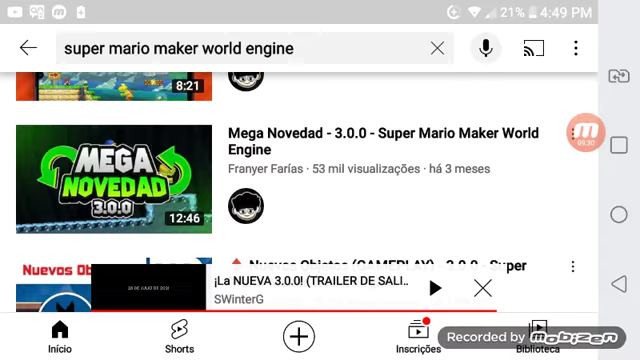 21% 4:49 PM
super mario maker world engine
8:21
MEGA
NOVEDAD
3.0.0
12:46
Mega Novedad - 3.0.0 - Super Mario Maker World
Engine
Franyer Farías · 53 mil visualizações · há 3 meses
09:30
Nuevos Ob
Nuevos Objetos (GAMEPLAY) - 3.0.0 - Super
¡La NUEVA 3.0.0! (TRAILER DE SALI..
SWinterG
Início
Shorts
Inscrições
Biblioteca
Recorded by
mobizen